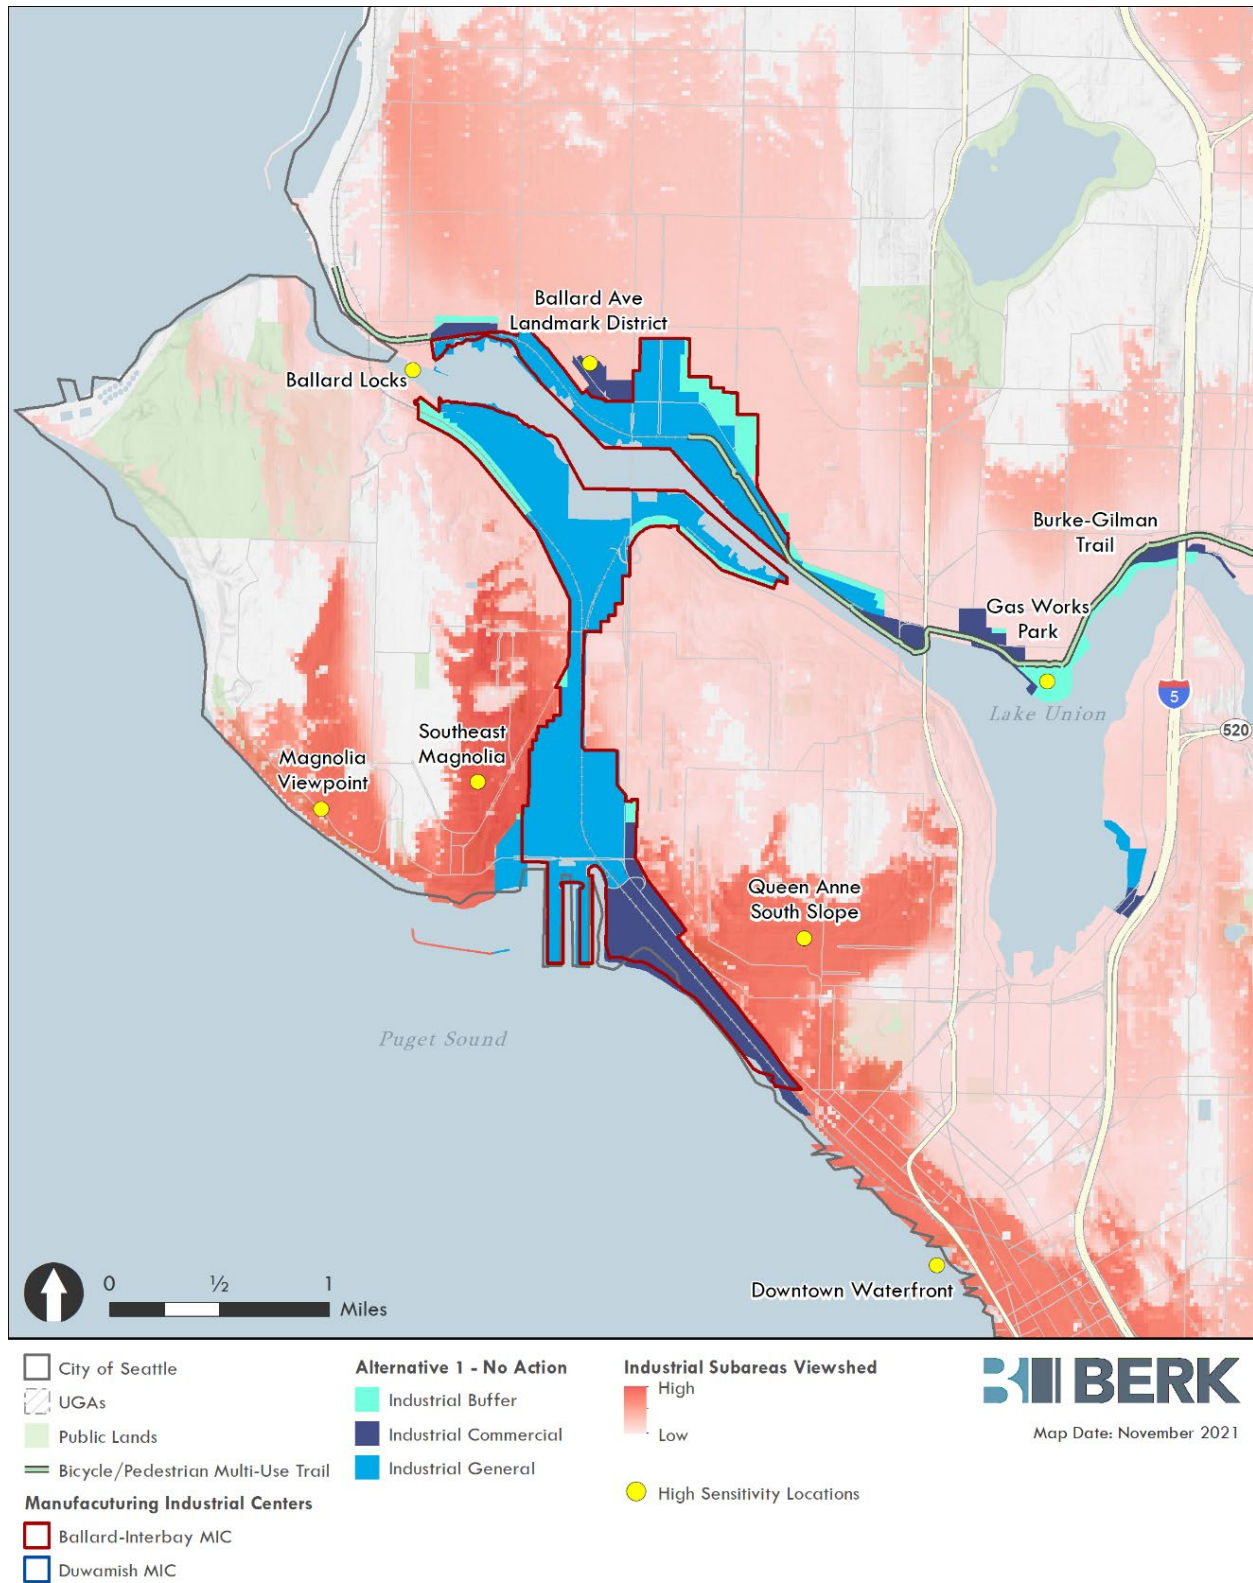 Ballard Ave
Landmark District
Ballard Locks
Burke-Gilman
Trail
Gas Works
Park
Lake Union
5
520
Southeast
Magnolia
Magnolia
Viewpoint
Queen Anne
South Slope
Puget Sound
Downtown Waterfront
0 ½ 1
Miles
City of Seattle
UGAs
Public Lands
Bicycle/Pedestrian Multi-Use Trail
Manufacuturing Industrial Centers
Ballard-Interbay MIC
Duwamish MIC
Alternative 1 - No Action
Industrial Buffer
Industrial Commercial
Industrial General
Industrial Subareas Viewshed
High
Low
High Sensitivity Locations
BERK
Map Date: November 2021